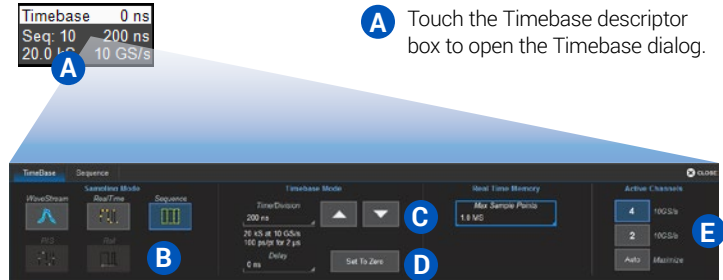 Timebase 0 ns
Seq: 10 200 ns
20.0 kS 10 GS/s
A
A
Touch the Timebase descriptor
box to open the Timebase dialog.
TimeBase Sequence CLOSE
Sampling Mode Timebase Mode Real Time Memory Active Channels
WaveStream RealTime Sequence
Time/Division
200 ns
Max Sample Points
1.0 MS
4 10GS/s
20 kS at 10 GS/s
100 ps/pt for 2 µs
C
2 10GS/s
E
RIS Roll
B
Delay
0 ns
Set To Zero
D
Auto Maximize